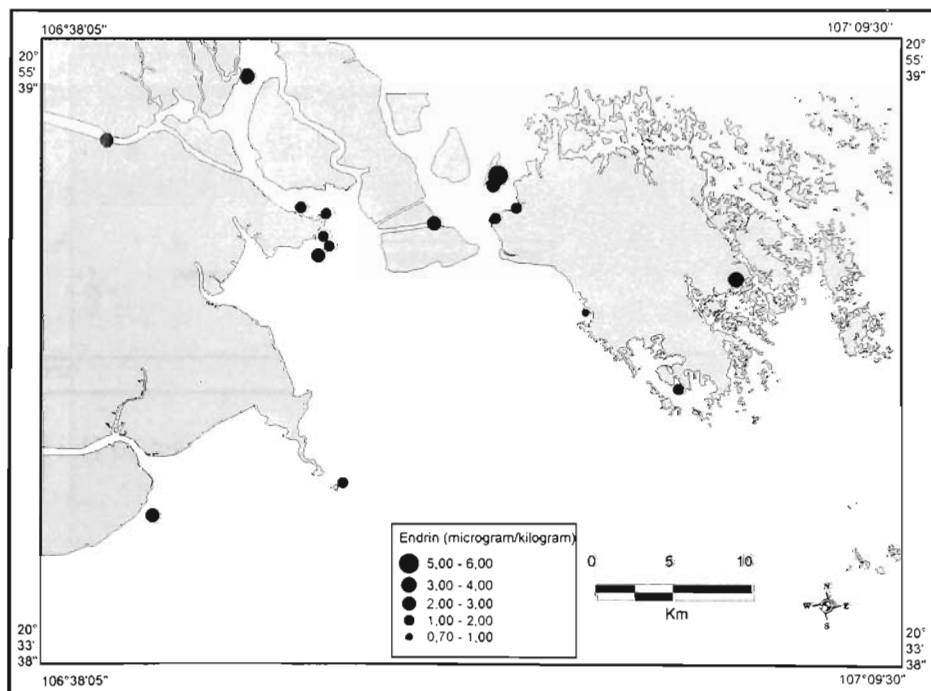 106°38'05"
107°09'30"
20°
55'
39"
20°
55'
39"
Endrin (microgram/kilogram)
5,00 - 6,00
3,00 - 4,00
2.00 - 3,00
1,00 - 2,00
0,70 - 1,00
0 5 10
Km
N
W E
S
20°
33'
38"
20°
33'
38"
106°38'05"
107°09'30"